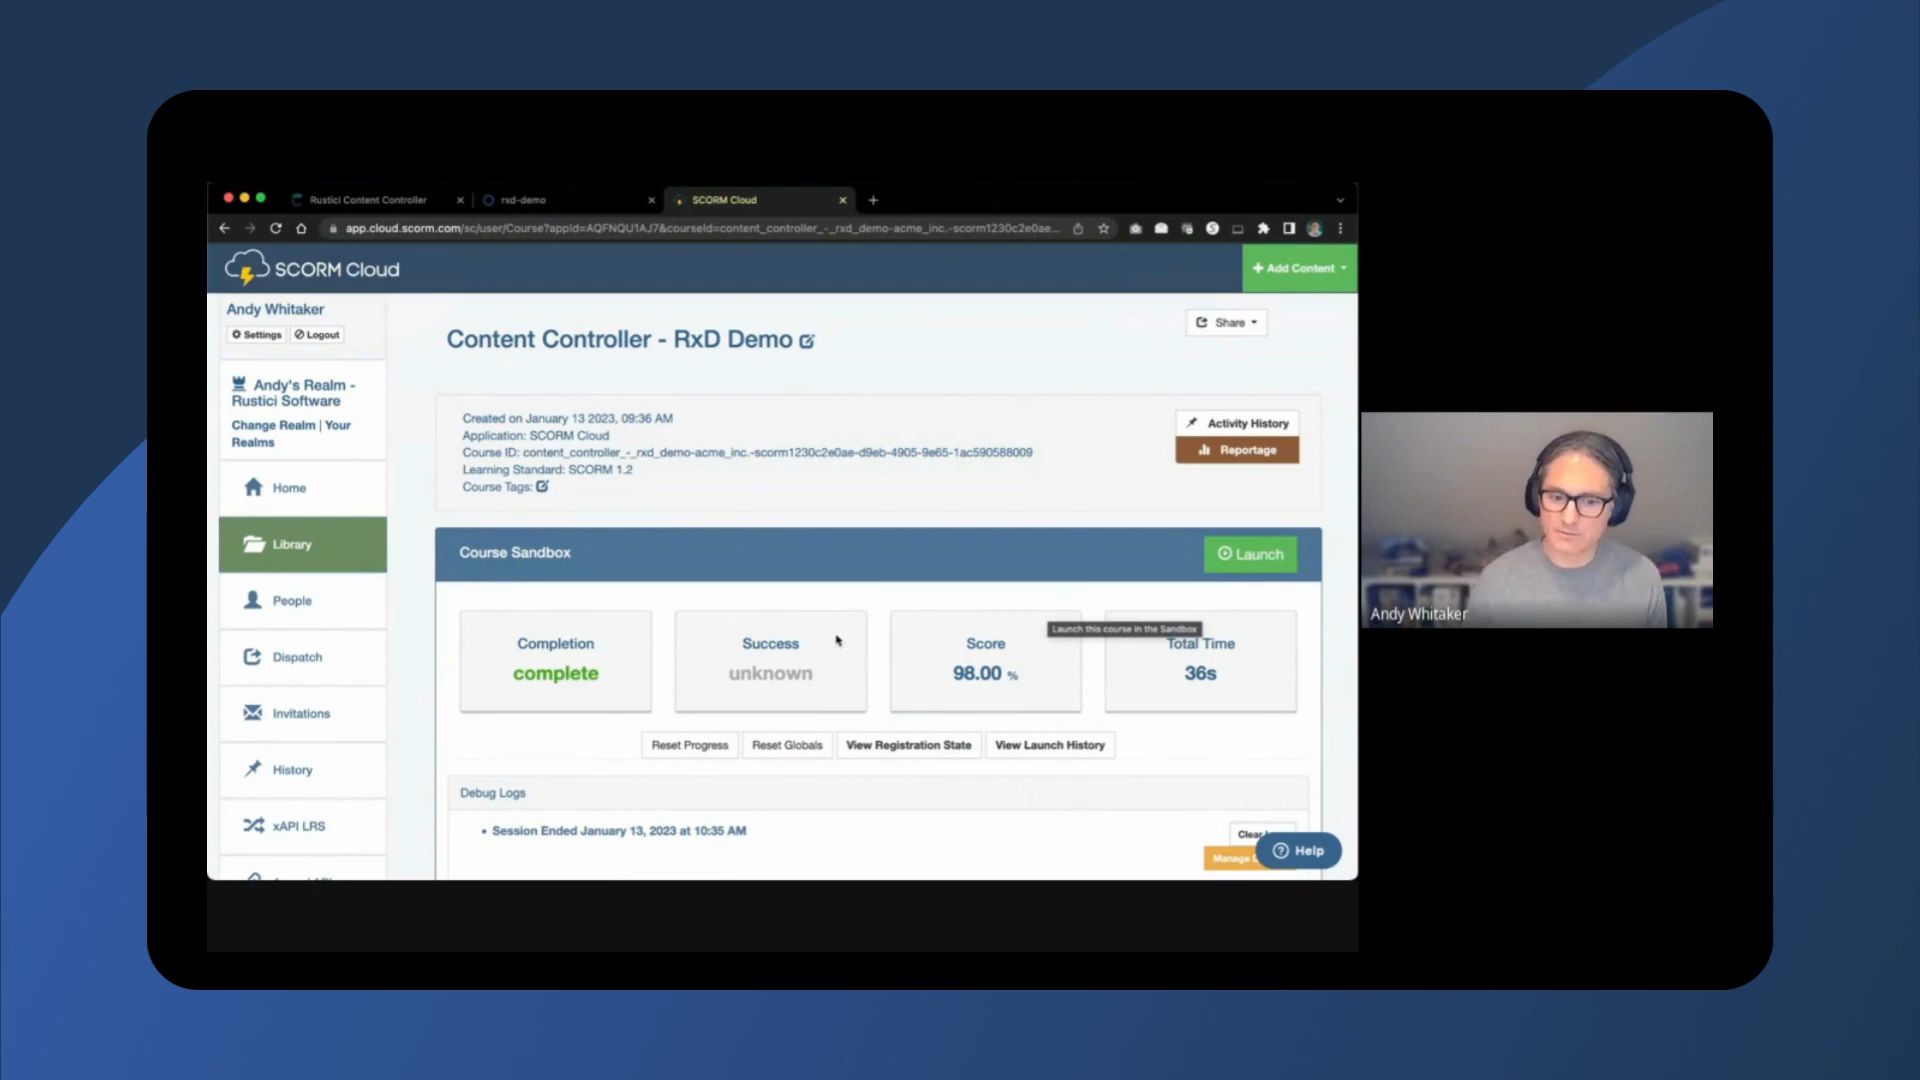 Rustici Content Controller
rxd-demo
SCORM Cloud
app.cloud.scorm.com/sc/user/Course?appId=AQFNQU1AJ7&courseId=content_controller_-_rxd_demo-acme_inc.-scorm1230c2e0ae...
SCORM Cloud
Add Content
Andy Whitaker
Settings
Logout
Andy's Realm -
Rustici Software
Change Realm | Your
Realms
Home
Library
People
Dispatch
Invitations
History
xAPI LRS
Content Controller - RxD Demo
Share
Created on January 13 2023, 09:36 AM
Application: SCORM Cloud
Course ID: content_controller_-_rxd_demo-acme_inc.-scorm1230c2e0ae-d9eb-4905-9e65-1ac590588009
Learning Standard: SCORM 1.2
Course Tags:
Activity History
Reportage
Course Sandbox
Launch
Launch this course in the Sandbox
Completion
complete
Success
unknown
Score
98.00 %
Total Time
36s
Reset Progress
Reset Globals
View Registration State
View Launch History
Debug Logs
• Session Ended January 13, 2023 at 10:35 AM
Clear
Manage
Help
Andy Whitaker